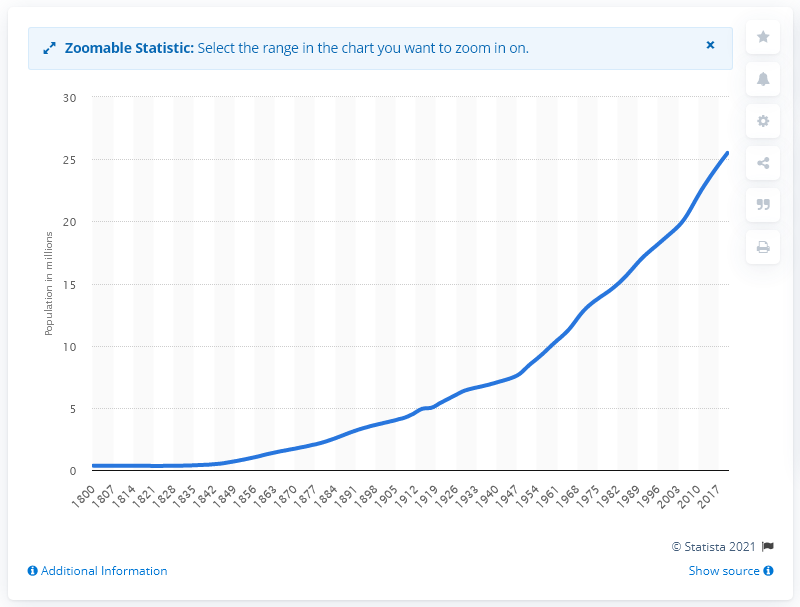 Zoomable Statistic: Select the range in the chart you want to zoom in on.
30
25
20
15
10
5
0
Population in millions
1800 1807 1814 1821 1828 1835 1842 1849 1856 1863 1870 1877 1884 1891 1898 1905 1912 1919 1926 1933 1940 1947 1954 1961 1968 1975 1982 1989 1996 2003 2010 2017
© Statista 2021
Additional Information
Show source